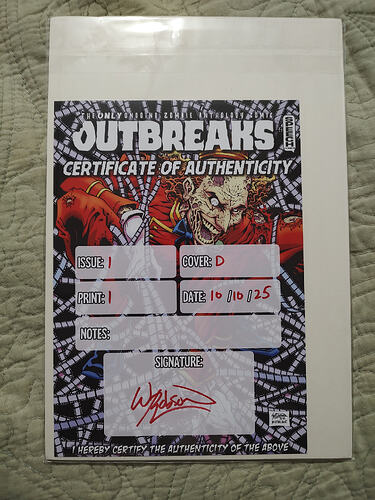 THE ONLY ONGOING ZOMBIE ANTHOLOGY COMIC
OUTBREAKS
CERTIFICATE OF AUTHENTICITY
ISSUE: 1
COVER: D
PRINT: 1
DATE: 10/10/25
NOTES:
SIGNATURE:
I HEREBY CERTIFY THE AUTHENTICITY OF THE ABOVE